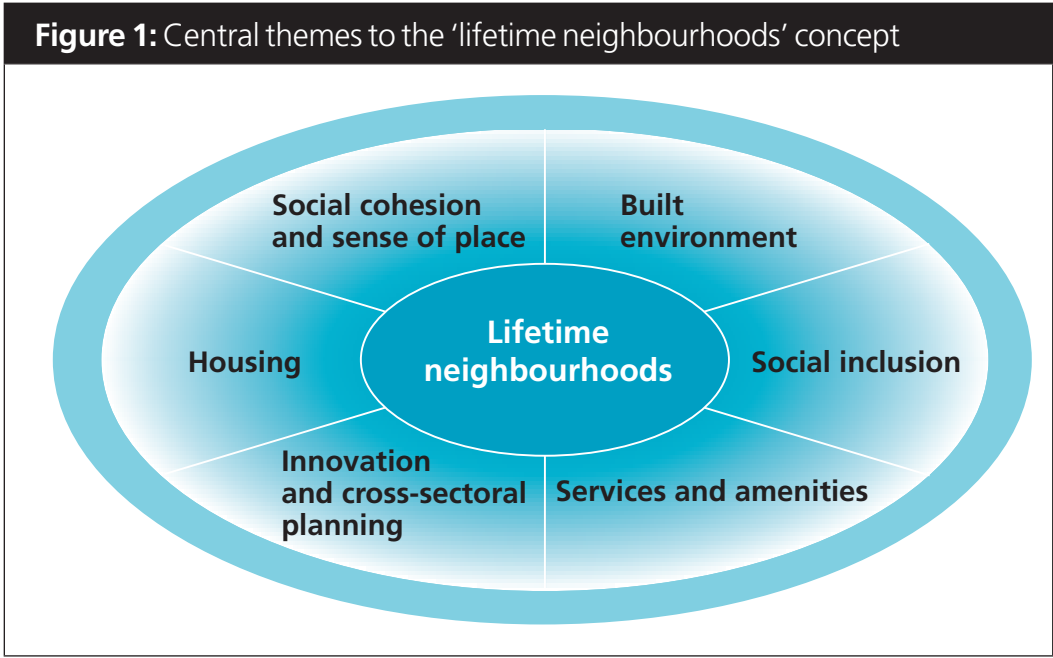 Figure 1: Central themes to the ‘lifetime neighbourhoods’ concept
Social cohesion
and sense of place
Built
environment
Housing
Lifetime
neighbourhoods
Social inclusion
Innovation
and cross-sectoral
planning
Services and amenities